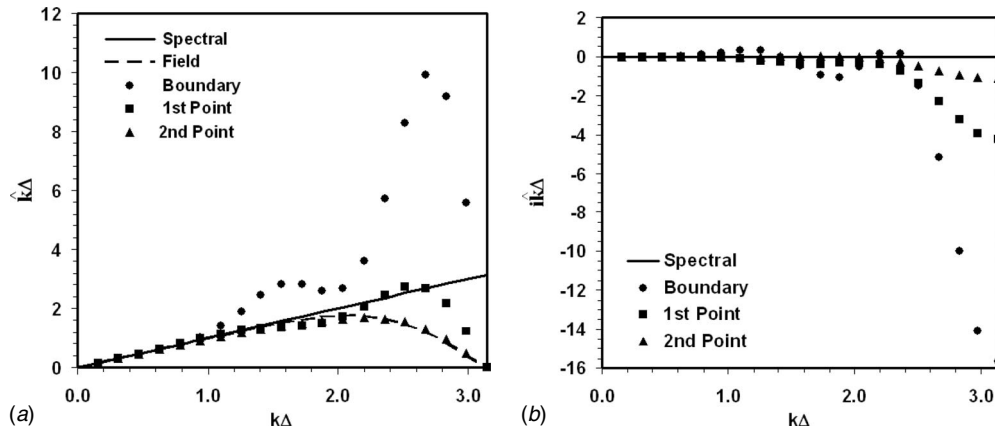 12
10
8
6
4
2
0
k̂Δ
Spectral
Field
Boundary
1st Point
2nd Point
0.0 1.0 2.0 3.0
kΔ
(a)
2
0
-2
-4
-6
-8
-10
-12
-14
-16
ik̂Δ
Spectral
Boundary
1st Point
2nd Point
0.0 1.0 2.0 3.0
kΔ
(b)